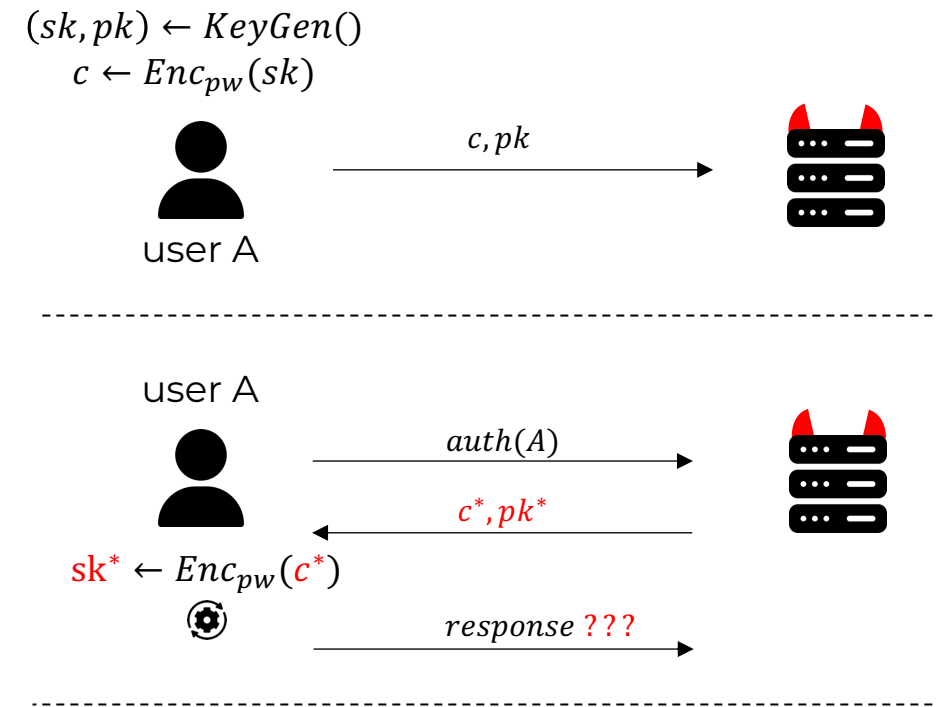 (sk, pk) ← KeyGen()
c ← Enc_pw(sk)
c, pk
user A
user A
auth(A)
c*, pk*
sk* ← Enc_pw(c*)
response ???